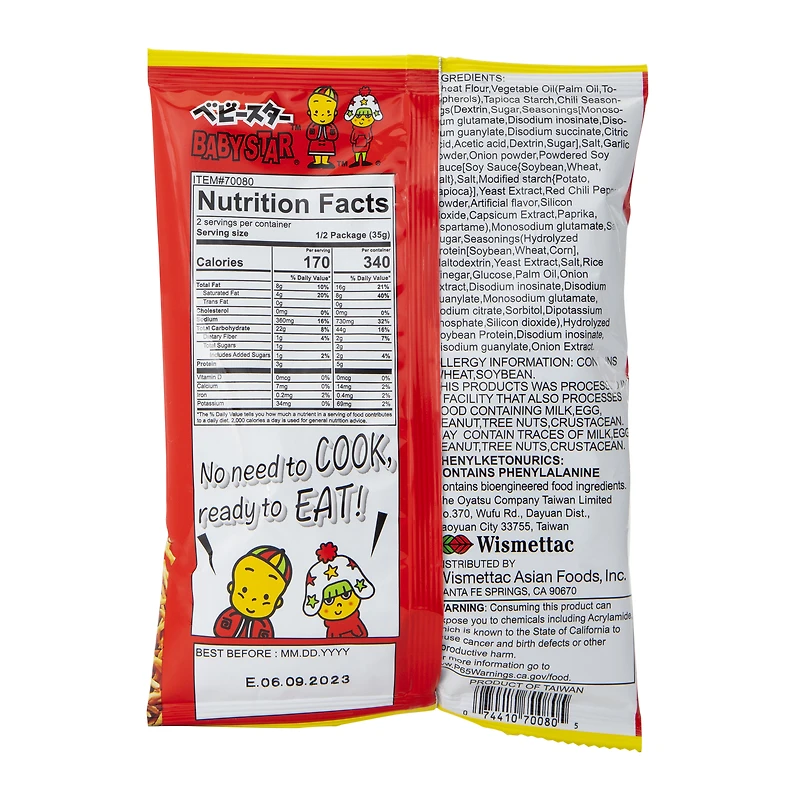 ベビースター
TM
BABY STAR®
TM
®
ITEM#70080
Nutrition Facts
2 servings per container
Serving size 1/2 Package (35g)
Per serving Per container
Calories 170 340
% Daily Value* % Daily Value*
Total Fat 8g 10% 16g 21%
Saturated Fat 4g 20% 8g 40%
Trans Fat 0g 0g
Cholesterol 0mg 0% 0mg 0%
Sodium 360mg 16% 730mg 32%
Total Carbohydrate 22g 8% 44g 16%
Dietary Fiber 1g 4% 2g 7%
Total Sugars 1g 2g
Includes Added Sugars 1g 2% 2g 4%
Protein 3g 5g
Vitamin D 0mcg 0% 0mcg 0%
Calcium 7mg 0% 14mg 2%
Iron 0.2mg 2% 0.4mg 2%
Potassium 34mg 0% 69mg 2%
*The % Daily Value tells you how much a nutrient in a serving of food contributes
to a daily diet. 2,000 calories a day is used for general nutrition advice.
No need to COOK,
ready to EAT!
BEST BEFORE : MM.DD.YYYY
E.06.09.2023
GREDIENTS:
heat Flour,Vegetable Oil(Palm Oil,To-
pherols),Tapioca Starch,Chili Season-
gs(Dextrin,Sugar,Seasonings[Monoso-
um glutamate,Disodium inosinate,Diso-
um guanylate,Disodium succinate,Citric
id,Acetic acid,Dextrin,Sugar],Salt,Garlic
owder,Onion powder,Powdered Soy
auce[Soy Sauce{Soybean,Wheat,
alt},Salt,Modified starch{Potato,
apioca}],Yeast Extract,Red Chili Pepp
owder,Artificial flavor,Silicon
oxide,Capsicum Extract,Paprika,
spartame),Monosodium glutamate,Sa
ugar,Seasonings(Hydrolyzed
rotein[Soybean,Wheat,Corn],
altodextrin,Yeast Extract,Salt,Rice
inegar,Glucose,Palm Oil,Onion
xtract,Disodium inosinate,Disodium
uanylate,Monosodium glutamate,
odium citrate,Sorbitol,Dipotassium
hosphate,Silicon dioxide),Hydrolyzed
oybean Protein,Disodium inosinate,
isodium guanylate,Onion Extract.
LLERGY INFORMATION: CONTAINS
HEAT,SOYBEAN.
HIS PRODUCTS WAS PROCESSED IN
FACILITY THAT ALSO PROCESSES
OOD CONTAINING MILK,EGG,
EANUT,TREE NUTS,CRUSTACEAN.
AY CONTAIN TRACES OF MILK,EGG
EANUT,TREE NUTS,CRUSTACEAN.
HENYLKETONURICS:
ONTAINS PHENYLALANINE
ontains bioengineered food ingredients.
he Oyatsu Company Taiwan Limited
o.370, Wufu Rd., Dayuan Dist.,
aoyuan City 33755, Taiwan
Wismettac
ISTRIBUTED BY
Wismettac Asian Foods, Inc.
ANTA FE SPRINGS, CA 90670
ARNING: Consuming this product can
xpose you to chemicals including Acrylamide,
hich is known to the State of California to
use cancer and birth defects or other
productive harm.
r more information go to
w.P65Warnings.ca.gov/food.
PRODUCT OF TAIWAN
0 74410 70080 5